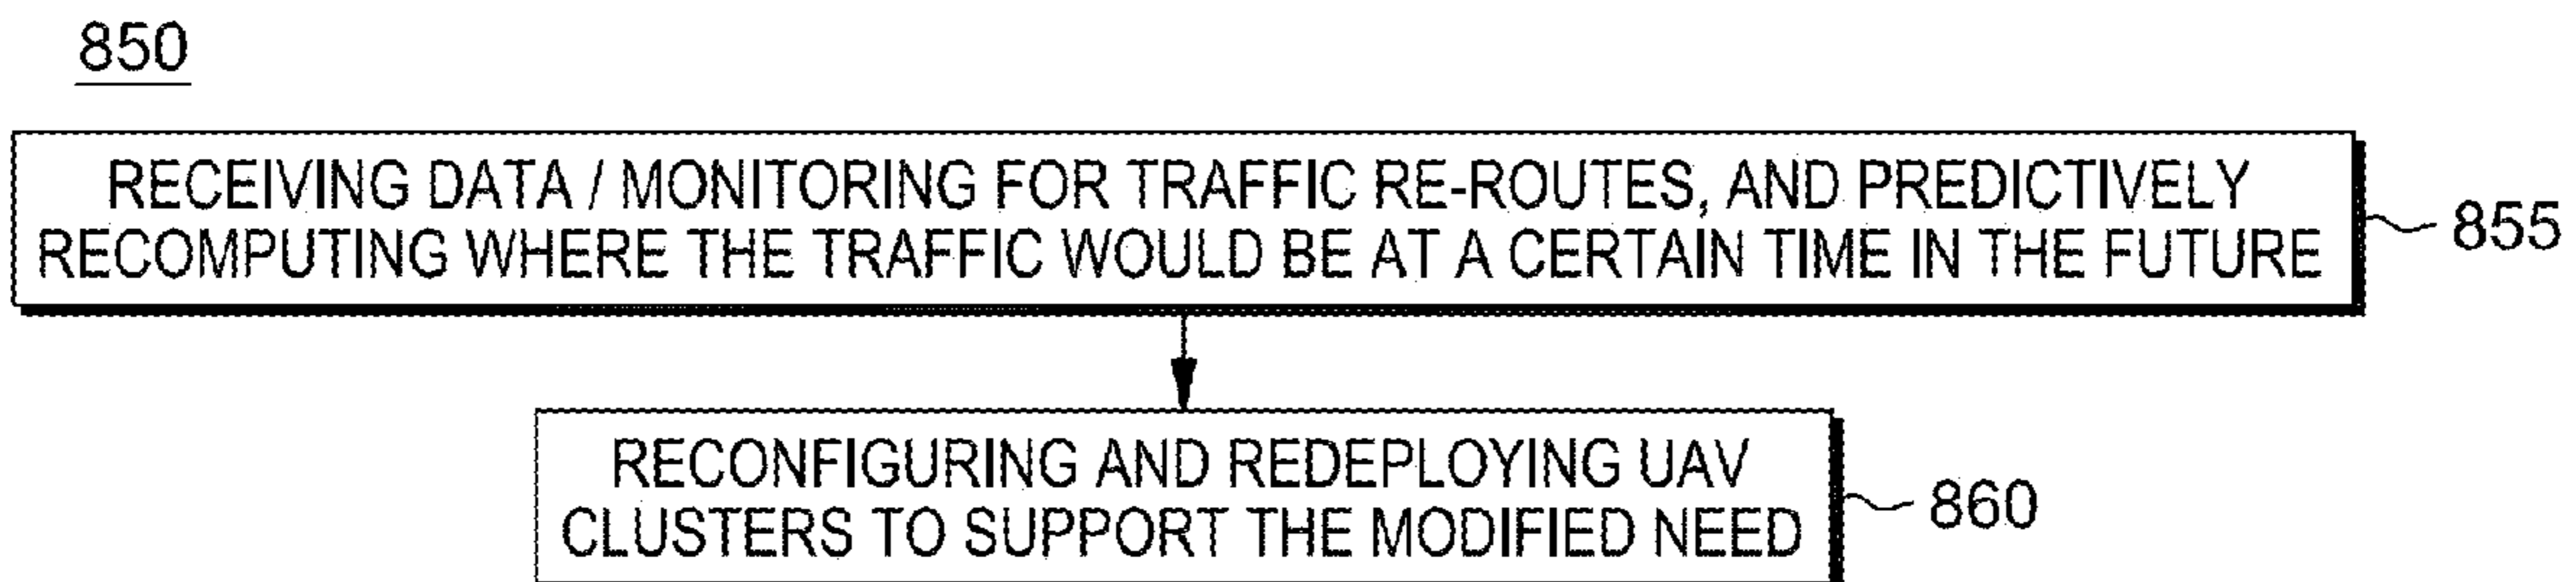 850
RECEIVING DATA / MONITORING FOR TRAFFIC RE-ROUTES, AND PREDICTIVELY
RECOMPUTING WHERE THE TRAFFIC WOULD BE AT A CERTAIN TIME IN THE FUTURE
855
RECONFIGURING AND REDEPLOYING UAV
CLUSTERS TO SUPPORT THE MODIFIED NEED
860